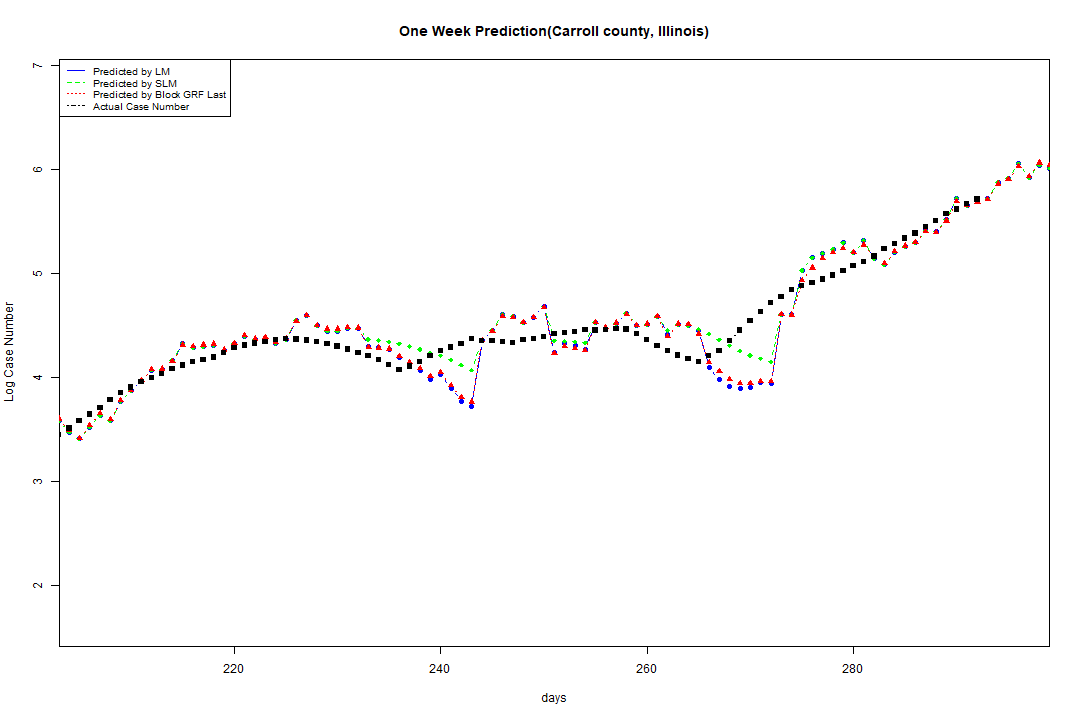 One Week Prediction(Carroll county, Illinois)
Predicted by LM
Predicted by SLM
Predicted by Block GRF Last
Actual Case Number
7
6
5
4
3
2
Log Case Number
220
240
260
280
days